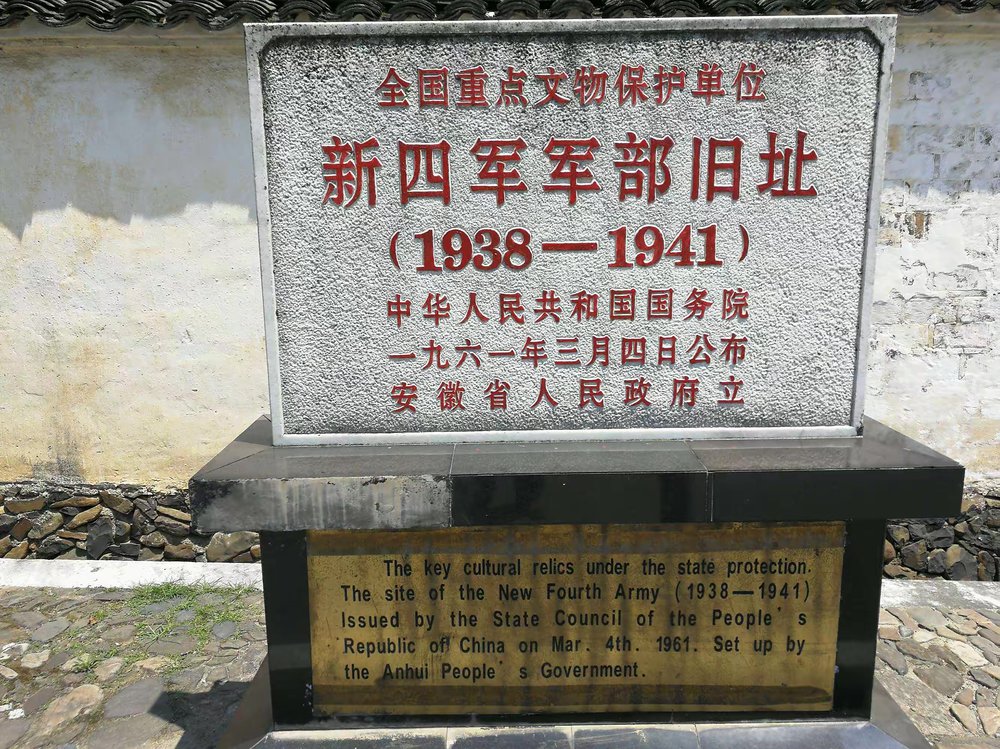 全国重点文物保护单位
新四军军部旧址
(1938—1941)
中华人民共和国国务院
一九六一年三月四日公布
安徽省人民政府立
The key cultural relics under the state protection.
The site of the New Fourth Army (1938—1941)
Issued by the State Council of the People's
Republic of China on Mar. 4th. 1961. Set up by
the Anhui People's Government.